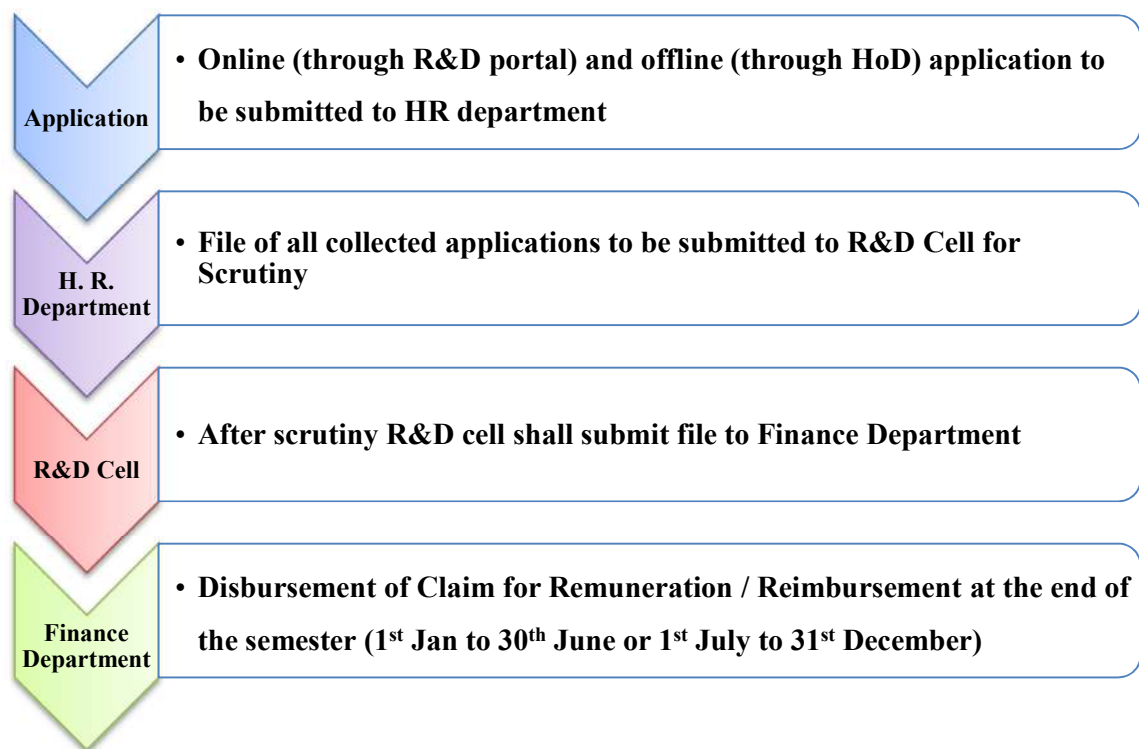 Application
• Online (through R&D portal) and offline (through HoD) application to
be submitted to HR department
H. R.
Department
• File of all collected applications to be submitted to R&D Cell for
Scrutiny
R&D Cell
• After scrutiny R&D cell shall submit file to Finance Department
Finance
Department
• Disbursement of Claim for Remuneration / Reimbursement at the end of
the semester (1st Jan to 30th June or 1st July to 31st December)